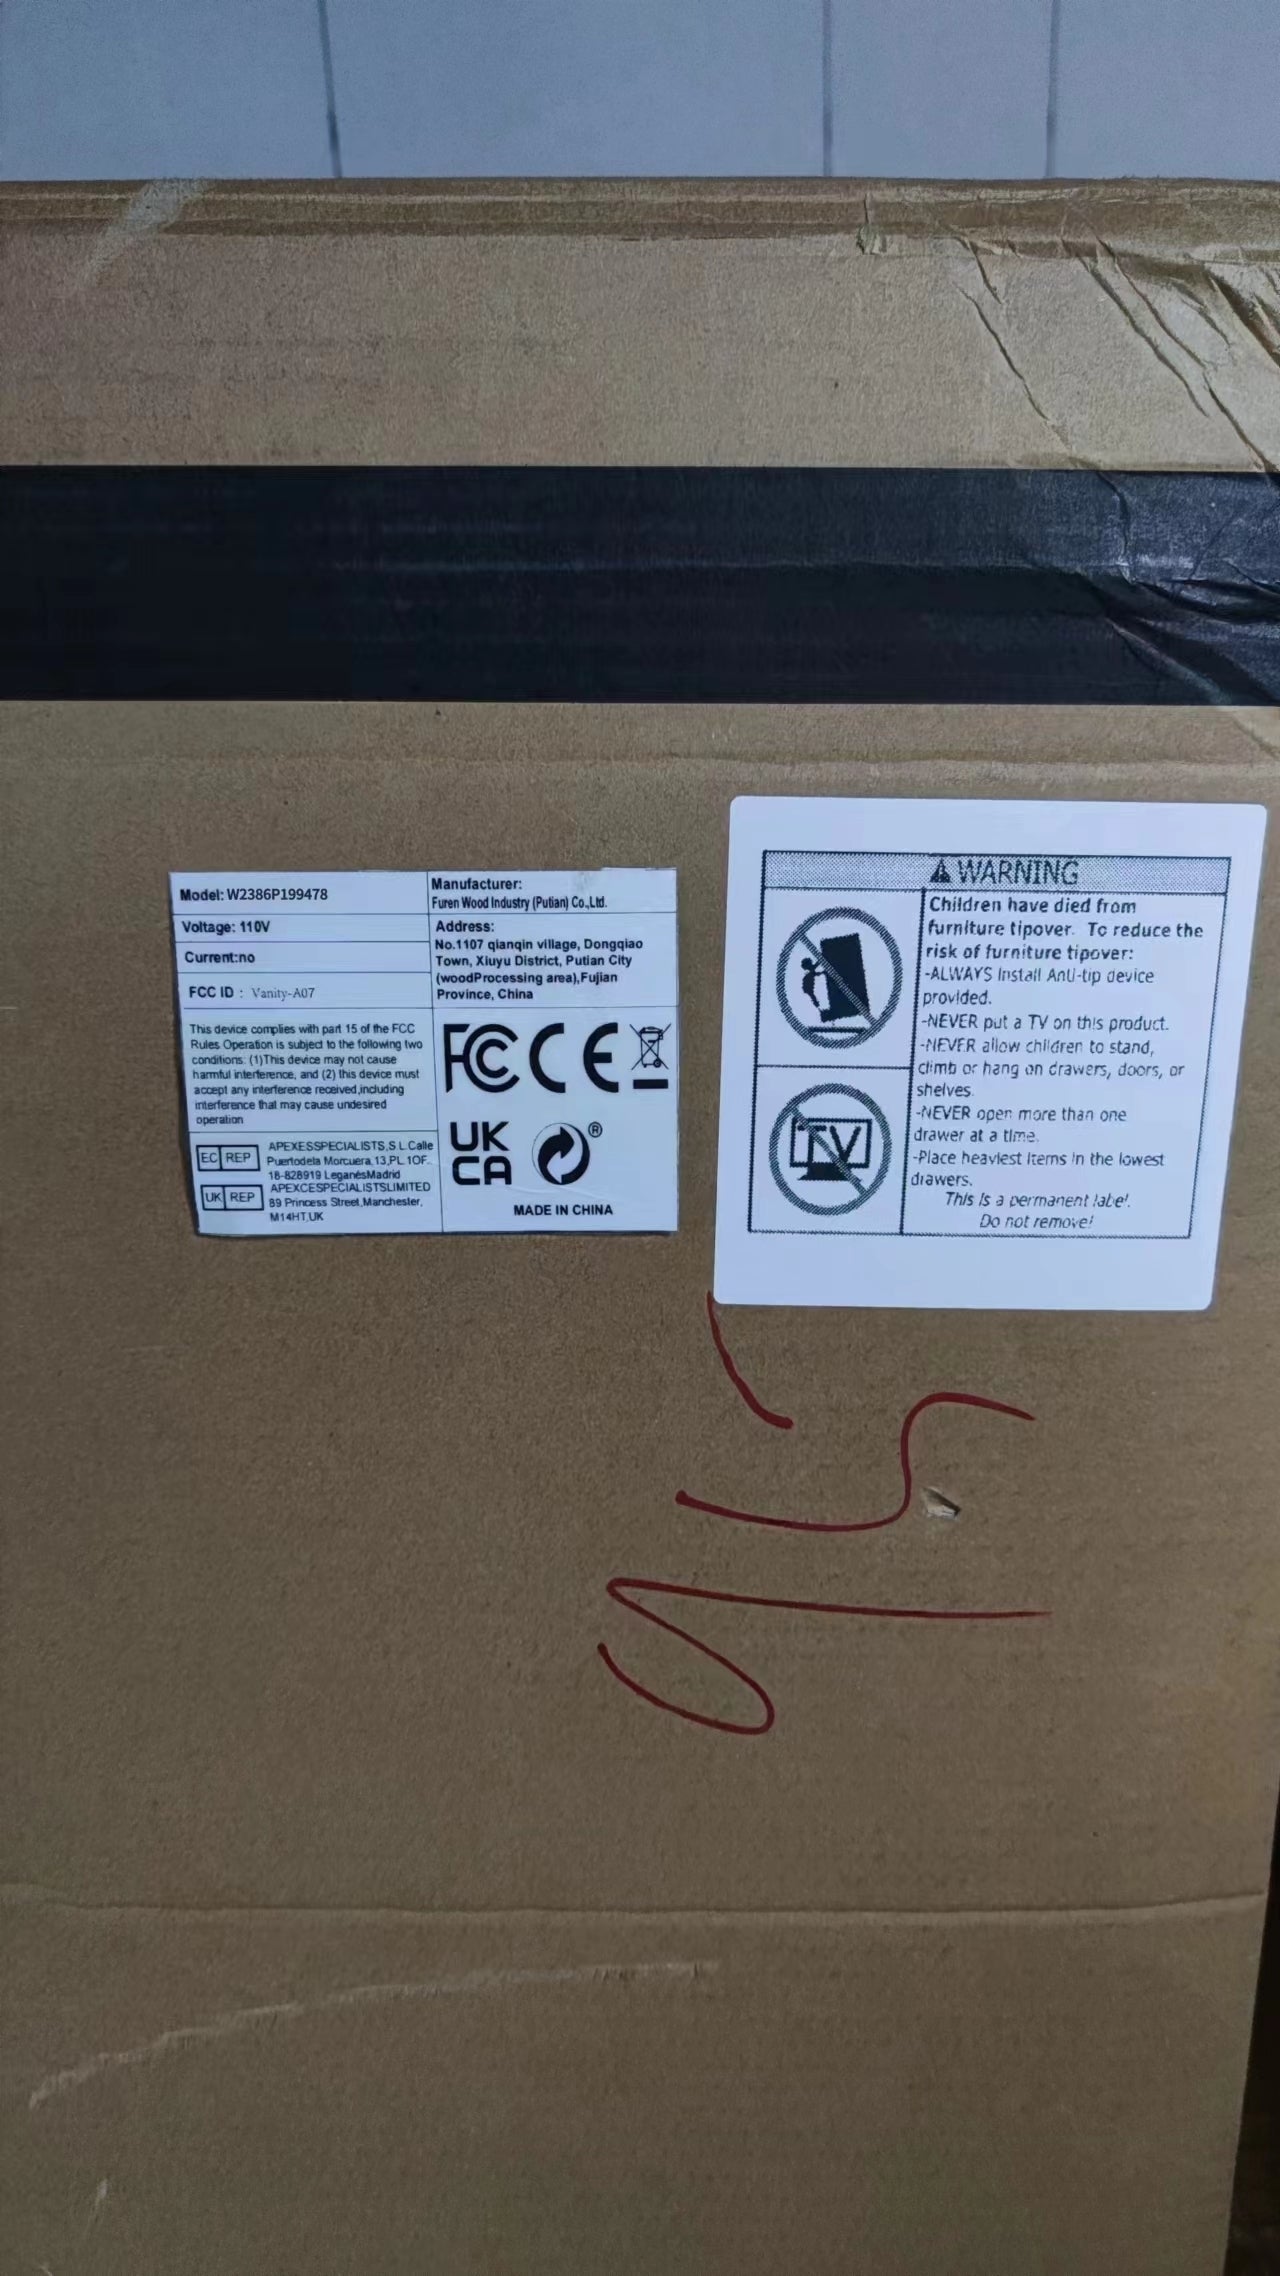 Model: W2386P199478
Voltage: 110V
Current:no
FCC ID : Vanity-A07
This device complies with part 15 of the FCC
Rules Operation is subject to the following two
conditions: (1)This device may not cause
harmful interference, and (2) this device must
accept any interference received,including
interference that may cause undesired
operation
EC REP
APEXESSPECIALISTS,S L Calle
Puertodela Morcuera,13,PL 1OF..
18-828919 LeganésMadrid
UK REP
APEXCESPECIALISTSLIMITED
89 Princess Street,Manchester,
M14HT,UK
Manufacturer:
Furen Wood Industry (Putian) Co.,Ltd.
Address:
No.1107 qianqin village, Dongqiao
Town, Xiuyu District, Putian City
(woodProcessing area),Fujian
Province, China
FC CE
UK
CA
®
MADE IN CHINA
WARNING
TV
Children have died from
furniture tipover. To reduce the
risk of furniture tipover:
-ALWAYS Install Anti-tip device
provided.
-NEVER put a TV on this product.
-NEVER allow children to stand,
climb or hang on drawers, doors, or
shelves.
-NEVER open more than one
drawer at a time.
-Place heaviest items in the lowest
drawers.
This is a permanent label.
Do not remove!